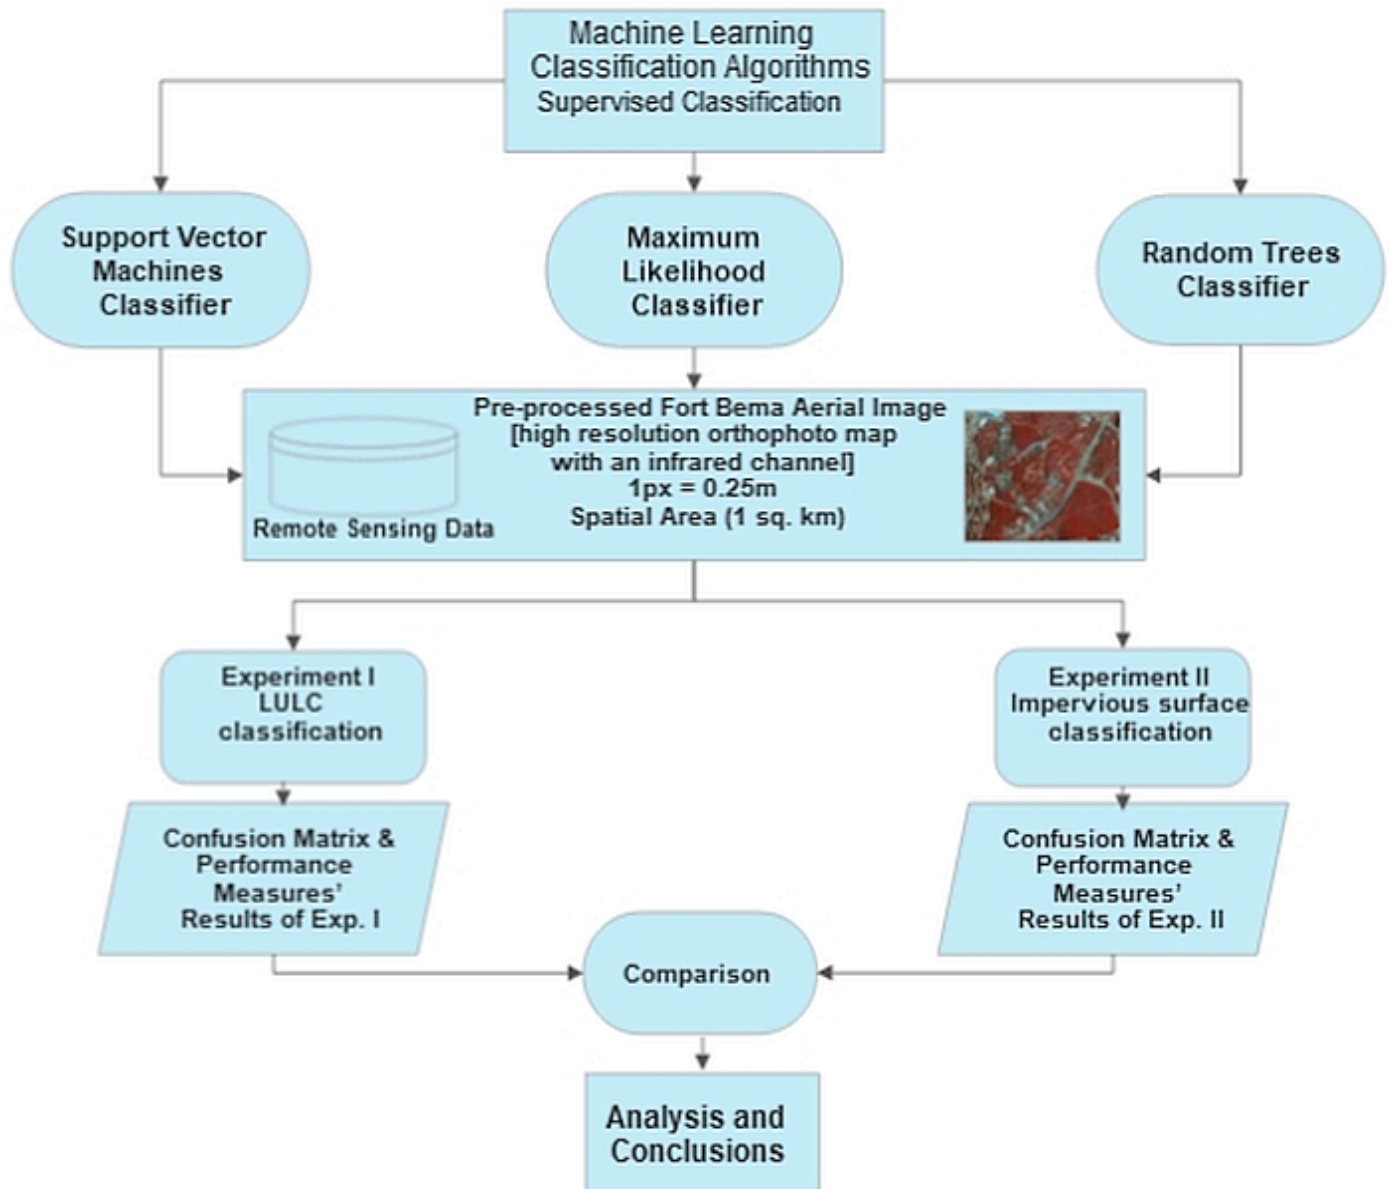 Machine Learning
Classification Algorithms
Supervised Classification
Support Vector
Machines
Classifier
Maximum
Likelihood
Classifier
Random Trees
Classifier
Pre-processed Fort Bema Aerial Image
[high resolution orthophoto map
with an infrared channel]
1px = 0.25m
Spatial Area (1 sq. km)
Remote Sensing Data
Experiment I
LULC
classification
Experiment II
Impervious surface
classification
Confusion Matrix &
Performance
Measures’
Results of Exp. I
Confusion Matrix &
Performance
Measures’
Results of Exp. II
Comparison
Analysis and
Conclusions